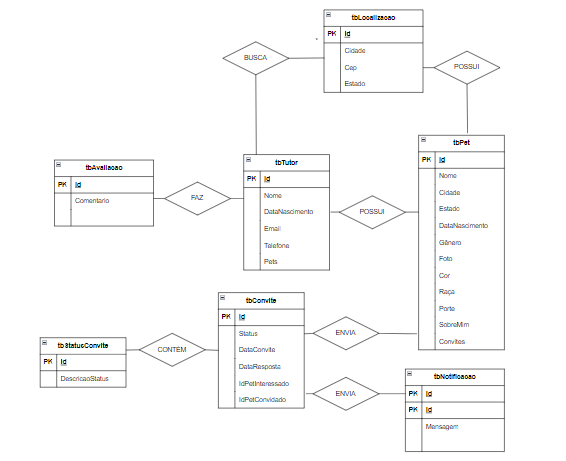 tbLocalizacao
PK Id
Cidade
Cep
Estado
BUSCA
POSSUI
tbPet
PK Id
Nome
Cidade
Estado
DataNascimento
Gênero
Foto
Cor
Raça
Porte
SobreMim
Convites
tbAvaliacao
PK Id
Comentario
FAZ
tbTutor
PK Id
Nome
DataNascimento
Email
Telefone
Pets
POSSUI
tbConvite
PK Id
Status
DataConvite
DataResposta
IdPetInteressado
IdPetConvidado
ENVIA
tbStatusConvite
PK Id
DescricaoStatus
CONTÉM
ENVIA
tbNotificacao
PK Id
PK Id
Mensagem